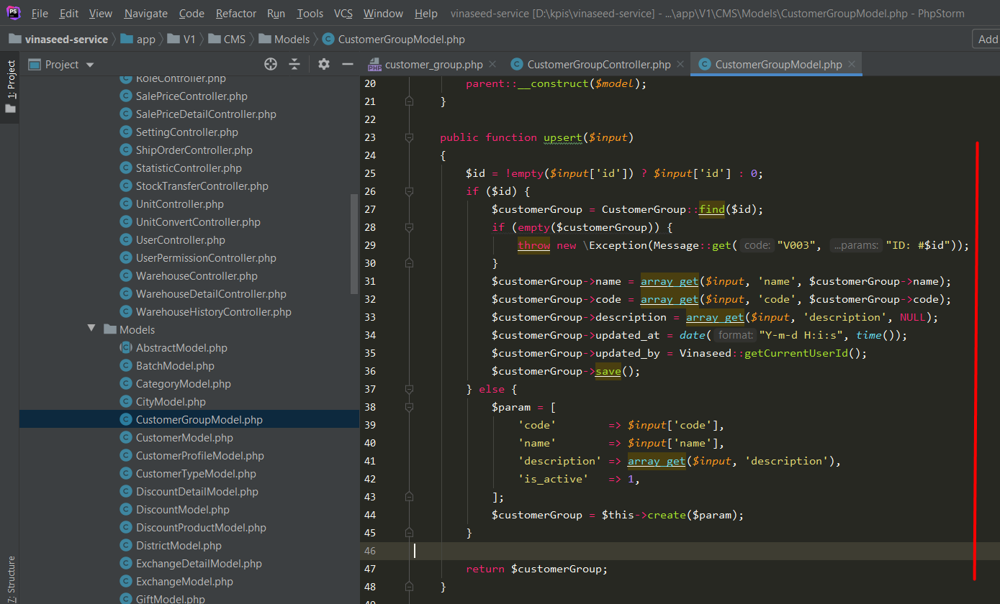 PS File Edit View Navigate Code Refactor Run Tools VCS Window Help vinaseed-service [D:\kpis\vinaseed-service] - ...\app\V1\CMS\Models\CustomerGroupModel.php - PhpStorm
vinaseed-service app V1 CMS Models CustomerGroupModel.php Add
1: Project
7: Structure
Project
RoleController.php
SalePriceController.php
SalePriceDetailController.php
SettingController.php
ShipOrderController.php
StatisticController.php
StockTransferController.php
UnitController.php
UnitConvertController.php
UserController.php
UserPermissionController.php
WarehouseController.php
WarehouseDetailController.php
WarehouseHistoryController.php
Models
AbstractModel.php
BatchModel.php
CategoryModel.php
CityModel.php
CustomerGroupModel.php
CustomerModel.php
CustomerProfileModel.php
CustomerTypeModel.php
DiscountDetailModel.php
DiscountModel.php
DiscountProductModel.php
DistrictModel.php
ExchangeDetailModel.php
ExchangeModel.php
GiftModel.php
customer_group.php CustomerGroupController.php CustomerGroupModel.php
20 parent::__construct($model);
21 }
22
23 public function upsert($input)
24 {
25 $id = !empty($input['id']) ? $input['id'] : 0;
26 if ($id) {
27 $customerGroup = CustomerGroup::find($id);
28 if (empty($customerGroup)) {
29 throw new \Exception(Message::get( code: "V003", ...params: "ID: #$id"));
30 }
31 $customerGroup->name = array_get($input, 'name', $customerGroup->name);
32 $customerGroup->code = array_get($input, 'code', $customerGroup->code);
33 $customerGroup->description = array_get($input, 'description', NULL);
34 $customerGroup->updated_at = date( format: "Y-m-d H:i:s", time());
35 $customerGroup->updated_by = Vinaseed::getCurrentUserId();
36 $customerGroup->save();
37 } else {
38 $param = [
39 'code' => $input['code'],
40 'name' => $input['name'],
41 'description' => array_get($input, 'description'),
42 'is_active' => 1,
43 ];
44 $customerGroup = $this->create($param);
45 }
46
47 return $customerGroup;
48 }